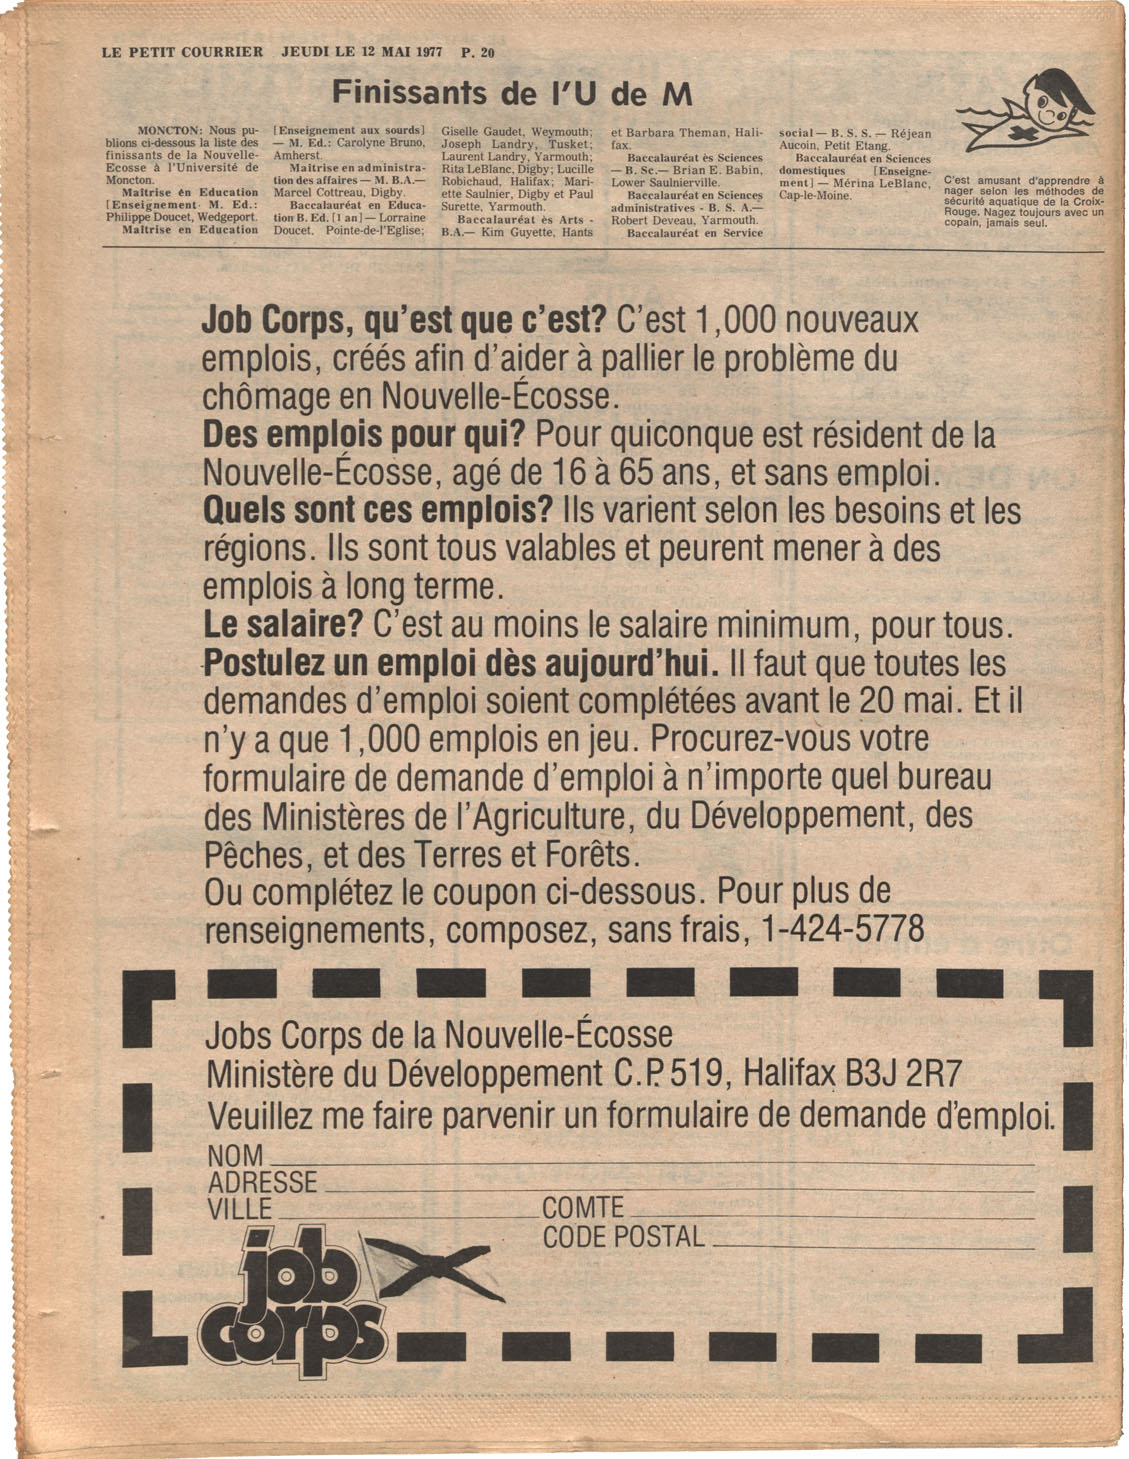 LE PETIT COURRIER JEUDI LE 12 MAI 1977 P. 20
Finissants de l'U de M
MONCTON: Nous pu-
blions ci-dessous la liste des
finissants de la Nouvelle-
Ecosse à l'Université de
Moncton.
Maîtrise én Education
[Enseignement- M. Ed.:
Philippe Doucet, Wedgeport.
Maîtrise en Education
[Enseignement aux sourds]
— M. Ed.: Carolyne Bruno,
Amherst.
Maîtrise en administra-
tion des affaires — M. B.A.—
Marcel Cottreau, Digby.
Baccalauréat en Educa-
tion B. Ed. [1 an] — Lorraine
Doucet, Pointe-de-l'Eglise;
Giselle Gaudet, Weymouth;
Joseph Landry, Tusket;
Laurent Landry, Yarmouth;
Rita LeBlanc, Digby; Lucille
Robichaud, Halifax; Mari-
ette Saulnier, Digby et Paul
Surette, Yarmouth.
Baccalauréat ès Arts -
B.A.— Kim Guyette, Hants
et Barbara Theman, Hali-
fax.
Baccalauréat ès Sciences
— B. Sc.— Brian E. Babin,
Lower Saulnierville.
Baccalauréat en Sciences
administratives - B. S. A.—
Robert Deveau, Yarmouth.
Baccalauréat en Service
social — B. S. S. — Réjean
Aucoin, Petit Etang.
Baccalauréat en Sciences
domestiques [Enseigne-
ment] — Mérina LeBlanc,
Cap-le-Moine.
C'est amusant d'apprendre à
nager selon les méthodes de
sécurité aquatique de la Croix-
Rouge. Nagez toujours avec un
copain, jamais seul.
Job Corps, qu'est que c'est? C'est 1,000 nouveaux
emplois, créés afin d'aider à pallier le problème du
chômage en Nouvelle-Écosse.
Des emplois pour qui? Pour quiconque est résident de la
Nouvelle-Écosse, agé de 16 à 65 ans, et sans emploi.
Quels sont ces emplois? Ils varient selon les besoins et les
régions. Ils sont tous valables et peurent mener à des
emplois à long terme.
Le salaire? C'est au moins le salaire minimum, pour tous.
Postulez un emploi dès aujourd'hui. Il faut que toutes les
demandes d'emploi soient complétées avant le 20 mai. Et il
n'y a que 1,000 emplois en jeu. Procurez-vous votre
formulaire de demande d'emploi à n'importe quel bureau
des Ministères de l'Agriculture, du Développement, des
Pêches, et des Terres et Forêts.
Ou complétez le coupon ci-dessous. Pour plus de
renseignements, composez, sans frais, 1-424-5778
Jobs Corps de la Nouvelle-Écosse
Ministère du Développement C.P. 519, Halifax B3J 2R7
Veuillez me faire parvenir un formulaire de demande d'emploi.
NOM
ADRESSE
VILLE COMTE
CODE POSTAL
job
corps